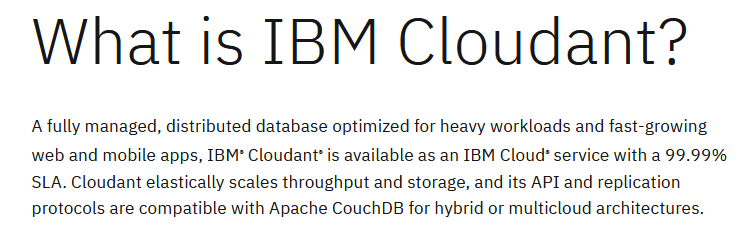 What is IBM Cloudant?
A fully managed, distributed database optimized for heavy workloads and fast-growing
web and mobile apps, IBM® Cloudant® is available as an IBM Cloud® service with a 99.99%
SLA. Cloudant elastically scales throughput and storage, and its API and replication
protocols are compatible with Apache CouchDB for hybrid or multicloud architectures.